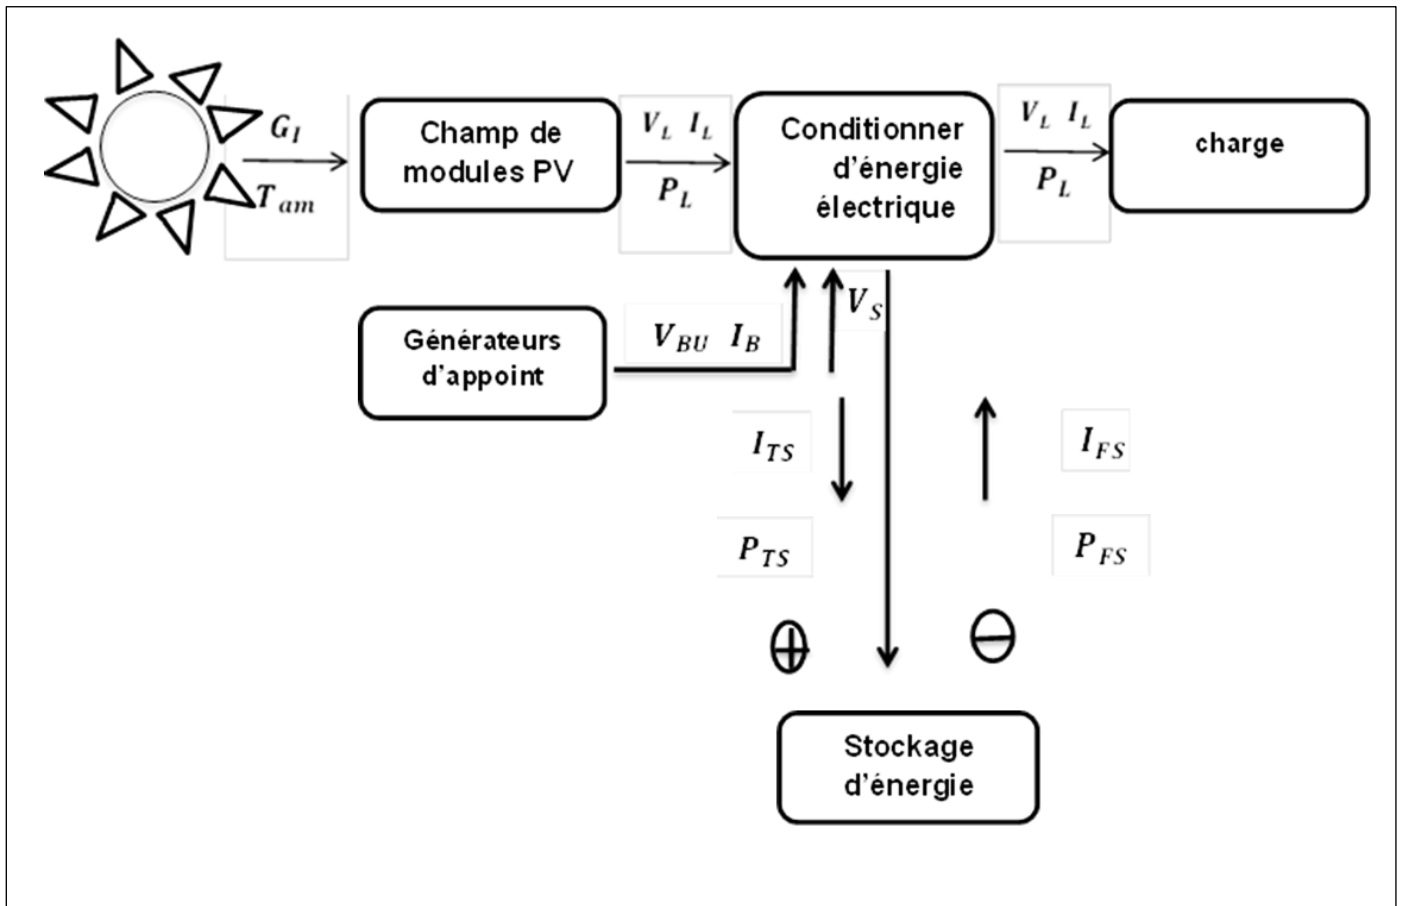 G_I
T_am
Champ de
modules PV
V_L I_L
P_L
Conditionner
d'énergie
électrique
V_L I_L
P_L
charge
Générateurs
d'appoint
V_BU I_B
V_S
I_TS
P_TS
I_FS
P_FS
+
−
Stockage
d'énergie